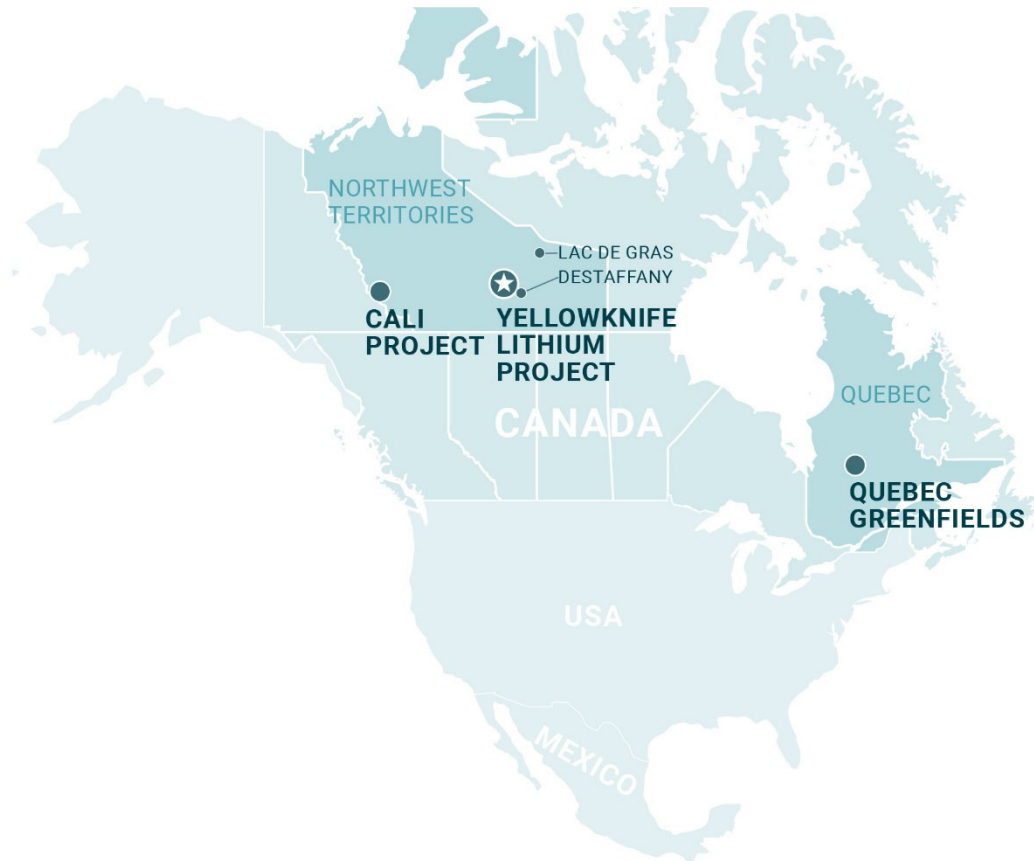 NORTHWEST
TERRITORIES
LAC DE GRAS
DESTAFFANY
CALI
PROJECT
YELLOWKNIFE
LITHIUM
PROJECT
CANADA
QUEBEC
QUEBEC
GREENFIELDS
USA
MEXICO